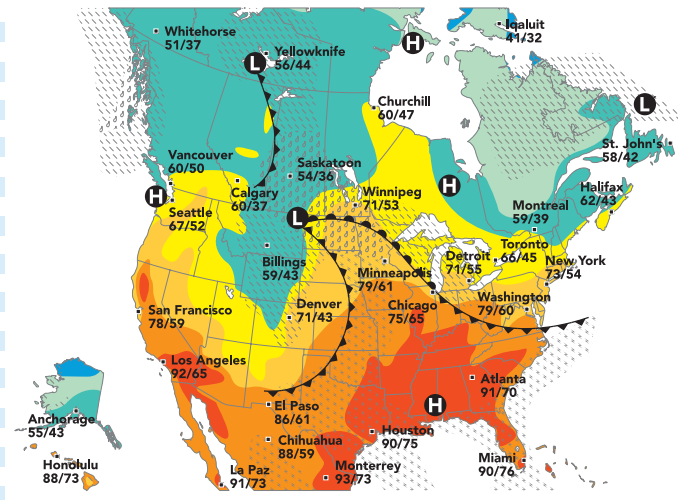 Whitehorse
51/37
Yellowknife
56/44
Iqaluit
41/32
H
L
L
Churchill
60/47
St. John's
58/42
Vancouver
60/50
Saskatoon
54/36
Calgary
60/37
H
Winnipeg
71/53
H
Halifax
62/43
Montreal
59/39
Seattle
67/52
L
Toronto
66/45
Detroit
71/55
New York
73/54
Billings
59/43
Minneapolis
79/61
Chicago
75/65
Washington
79/60
San Francisco
78/59
Denver
71/43
Los Angeles
92/65
Atlanta
91/70
H
El Paso
86/61
Anchorage
55/43
Chihuahua
88/59
Houston
90/75
Honolulu
88/73
La Paz
91/73
Monterrey
93/73
Miami
90/76